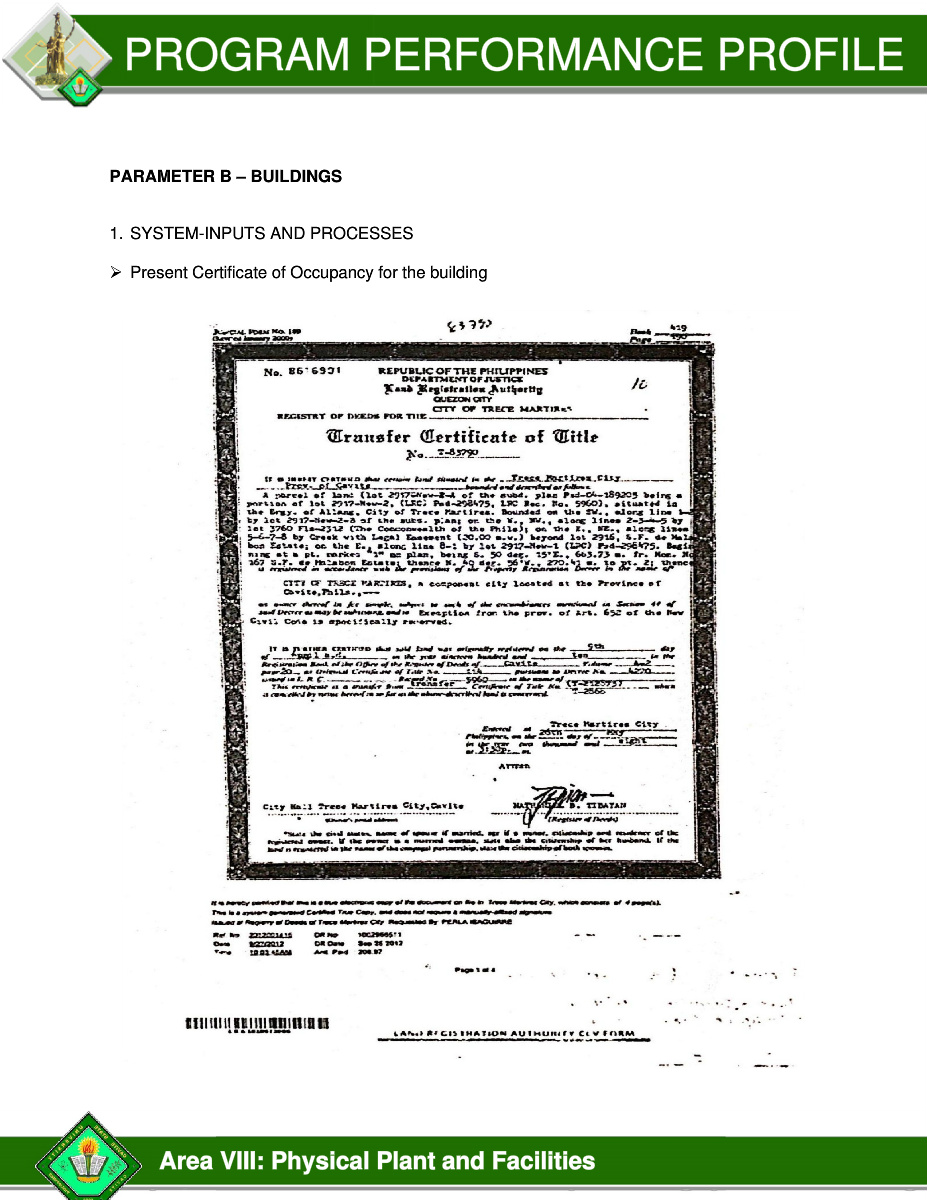 PROGRAM PERFORMANCE PROFILE
PARAMETER B – BUILDINGS
1. SYSTEM-INPUTS AND PROCESSES
➢ Present Certificate of Occupancy for the building
83790
JUDICIAL FORM No. 109
Book 419
Page 190
No. 8616931
REPUBLIC OF THE PHILIPPINES
DEPARTMENT OF JUSTICE
Land Registration Authority
QUEZON CITY
CITY OF TRECE MARTIRES
REGISTRY OF DEEDS FOR THE
Transfer Certificate of Title
No. T-83790
IT IS HEREBY CERTIFIED that certain land situated in the Trece Martires City
Prov. of Cavite bounded and described as follows
A parcel of land (lot 2917-New-2-A of the subd. plan Psd-04-189205 being a
portion of lot 2917-New-2, (LRC) Psd-298475, LRC Rec. No. 5960), situated in
the Brgy. of Aliang, City of Trece Martires. Bounded on the SW., along line 1-2
by lot 2917-New-2-B of the subs. plan; on the W., NW., along lines 2-3-4-5 by
lot 3760 Fls-2312 (The Commonwealth of the Phils); on the E., NE., along lines
5-6-7-8 by Creek with Legal Easement (20.00 m.w.) beyond lot 2916, S.F. de Mala
bon Estate; on the E., along line 8-1 by lot 2917-New-1 (LRC) Psd-298475. Begin
ning at a pt. marked "1" on plan, being S. 50 deg. 15'E., 663.73 m. fr. Mon. No
167 S.F. de Malabon Estate; thence N. 49 deg. 56'W., 270.41 m. to pt. 2; thence
is registered in accordance with the provisions of the Property Registration Decree in the name of
CITY OF TRECE MARTIRES, a component city located at the Province of
Cavite, Phils.,---
as owner thereof in fee simple, subject to such of the encumbrances mentioned in Section 44 of
said Decree as may be subsisting, and to Exception from the prov. of Art. 652 of the New
Civil Code is specifically reserved.
IT IS FURTHER CERTIFIED that said land was originally registered on the 5th day
of April in the year nineteen hundred and ten in the
Registration Book of the Office of the Register of Deeds of Cavite Volume A-2
page 20 as Original Certificate of Title No. 114 pursuant to Decree No. 4270
issued in L.R.C. Record No. 5960 in the name of
This certificate is a transfer from transfer Certificate of Title No. when
is cancelled by virtue hereof in so far as the above-described land is concerned.
T-2566
Entered at Trece Martires City
Philippines, on the 28th day of May
in the year two thousand and eight
at
ATTEST
City Hall Trece Martires City, Cavite
B. TIBAYAN
(Owner's postal address)
(Register of Deeds)
*State the civil status, name of spouse if married, age if a minor, citizenship and residence of the
registered owner. If the owner is a married woman, state also the citizenship of her husband. If the
land is registered in the name of the conjugal partnership, state the citizenship of both spouses.
It is hereby certified that this is a true electronic copy of the document on file in Trece Martires City, which consists of 4 page(s).
This is a system generated Certified True Copy, and does not require a manually-affixed signature
Issued at Registry of Deeds of Trece Martires City Requested By PERLA IBAGUIRRE
Ref No 2212001415 OR No 1002966511
Date 9/27/2012 OR Date Sep 26 2012
Time Amt. Paid 208.97
Page 1 of 4
LAND REGISTRATION AUTHORITY CLV FORM
Area VIII: Physical Plant and Facilities